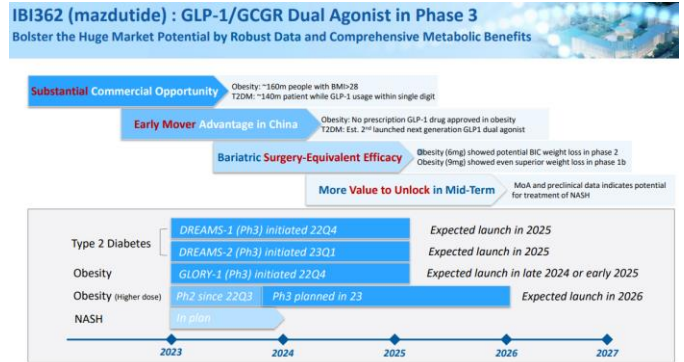 IBI362 (mazdutide) : GLP-1/GCGR Dual Agonist in Phase 3
Bolster the Huge Market Potential by Robust Data and Comprehensive Metabolic Benefits
Substantial Commercial Opportunity
Obesity: ~160m people with BMI>28
T2DM: ~140m patient while GLP-1 usage within single digit
Early Mover Advantage in China
Obesity: No prescription GLP-1 drug approved in obesity
T2DM: Est. 2nd launched next generation GLP1 dual agonist
Bariatric Surgery-Equivalent Efficacy
Obesity (6mg) showed potential BIC weight loss in phase 2
Obesity (9mg) showed even superior weight loss in phase 1b
More Value to Unlock in Mid-Term
MoA and preclinical data indicates potential
for treatment of NASH
Type 2 Diabetes
DREAMS-1 (Ph3) initiated 22Q4
Expected launch in 2025
DREAMS-2 (Ph3) initiated 23Q1
Expected launch in 2025
Obesity
GLORY-1 (Ph3) initiated 22Q4
Expected launch in late 2024 or early 2025
Obesity (Higher dose)
Ph2 since 22Q3
Ph3 planned in 23
Expected launch in 2026
NASH
In plan
2023
2024
2025
2026
2027